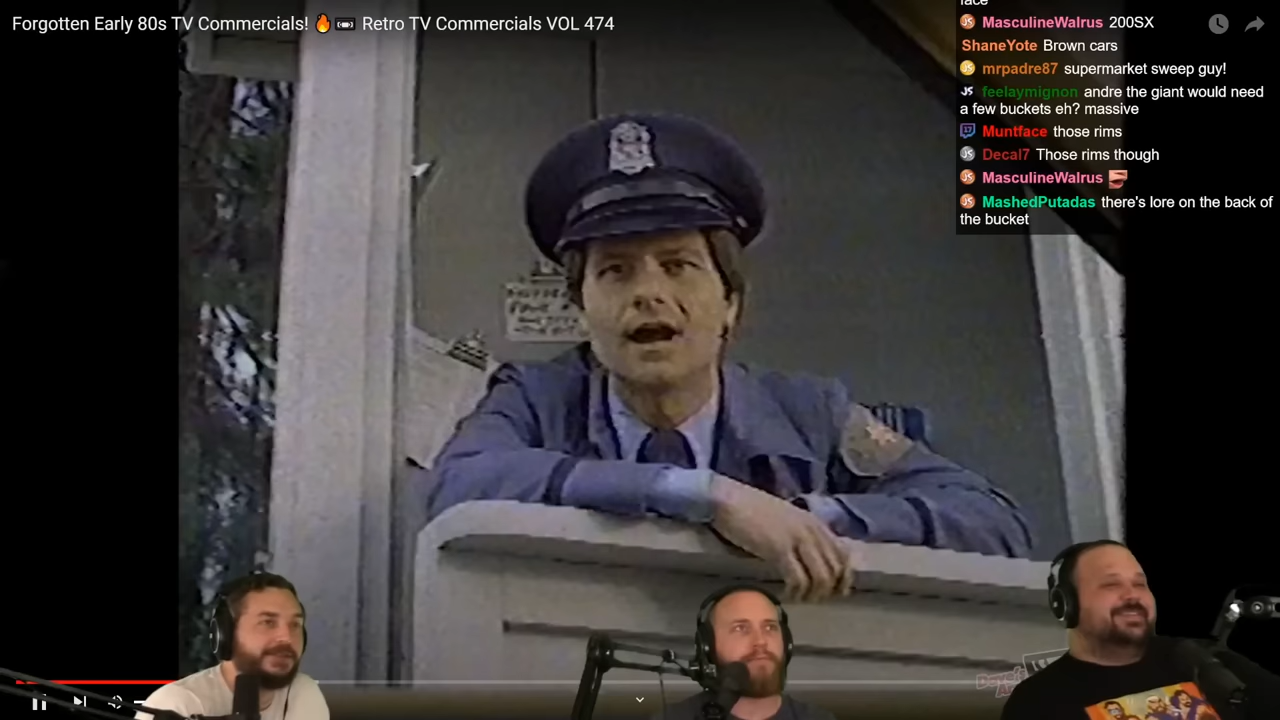 Forgotten Early 80s TV Commercials! 🔥📼 Retro TV Commercials VOL 474
face
MasculineWalrus 200SX
ShaneYote Brown cars
mrpadre87 supermarket sweep guy!
feelaymignon andre the giant would need
a few buckets eh? massive
Muntface those rims
Decal7 Those rims though
MasculineWalrus
MashedPutadas there's lore on the back of
the bucket
Dave's